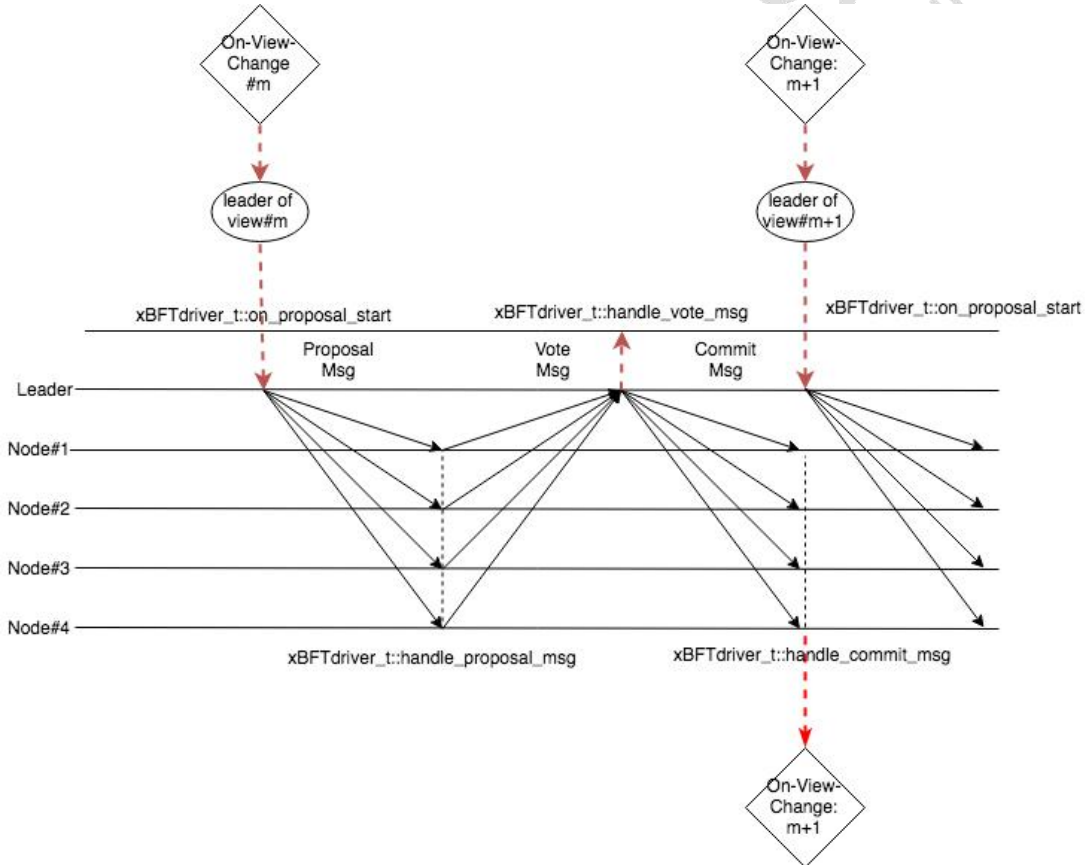 On-View-
Change
#m
On-View-
Change:
m+1
leader of
view#m
leader of
view#m+1
xBFTdriver_t::on_proposal_start
xBFTdriver_t::handle_vote_msg
xBFTdriver_t::on_proposal_start
Proposal
Msg
Vote
Msg
Commit
Msg
Leader
Node#1
Node#2
Node#3
Node#4
xBFTdriver_t::handle_proposal_msg
xBFTdriver_t::handle_commit_msg
On-View-
Change:
m+1